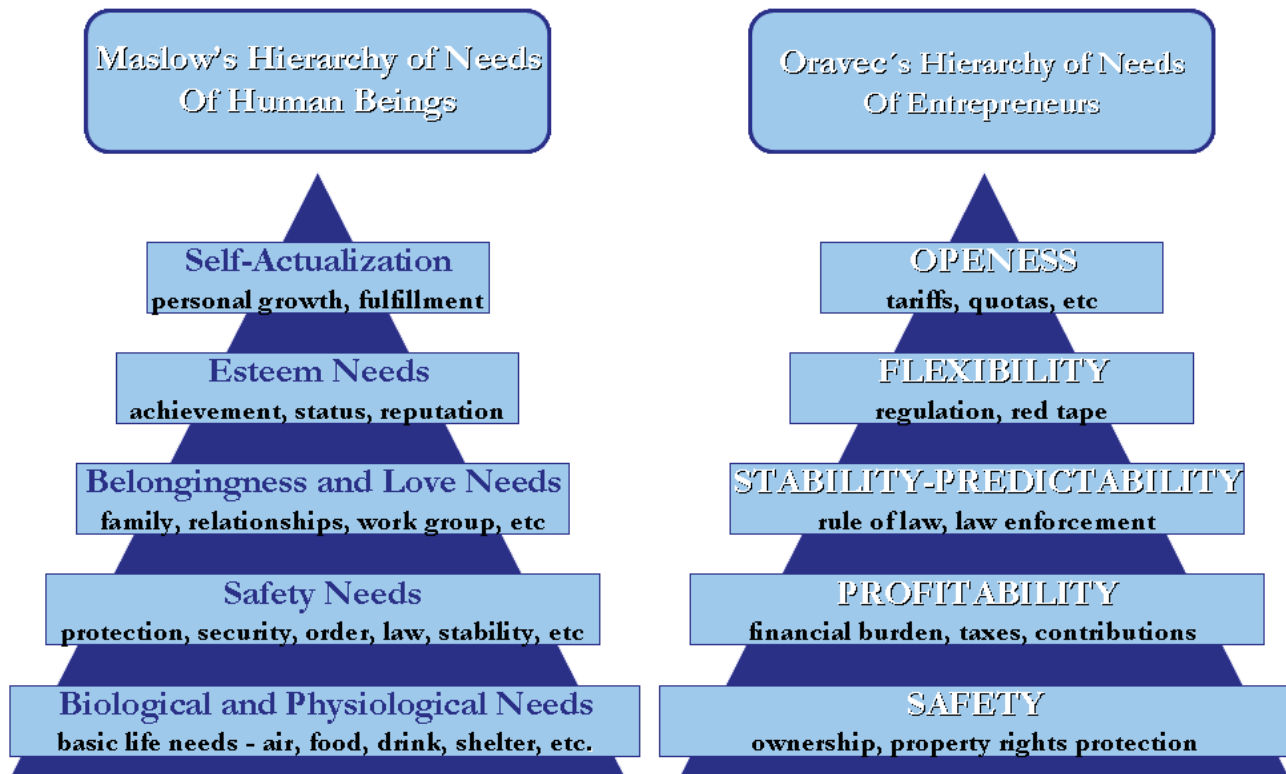 Maslow's Hierarchy of Needs
Of Human Beings
Self-Actualization
personal growth, fulfillment
Esteem Needs
achievement, status, reputation
Belongingness and Love Needs
family, relationships, work group, etc
Safety Needs
protection, security, order, law, stability, etc
Biological and Physiological Needs
basic life needs - air, food, drink, shelter, etc.
Oravec´s Hierarchy of Needs
Of Entrepreneurs
OPENESS
tariffs, quotas, etc
FLEXIBILITY
regulation, red tape
STABILITY-PREDICTABILITY
rule of law, law enforcement
PROFITABILITY
financial burden, taxes, contributions
SAFETY
ownership, property rights protection